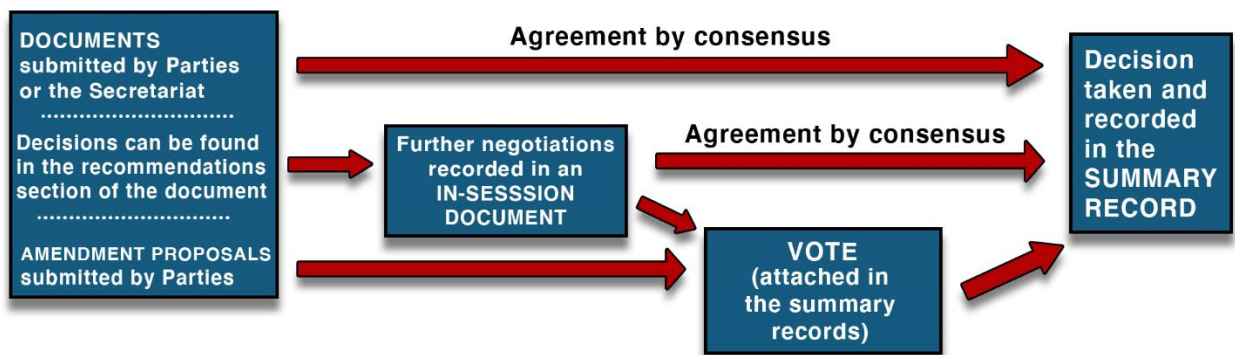 DOCUMENTS
submitted by Parties
or the Secretariat
..............................
Decisions can be found
in the recommendations
section of the document
..............................
AMENDMENT PROPOSALS
submitted by Parties
Agreement by consensus
Further negotiations
recorded in an
IN-SESSSION
DOCUMENT
Agreement by consensus
VOTE
(attached in
the summary
records)
Decision
taken and
recorded
in the
SUMMARY
RECORD